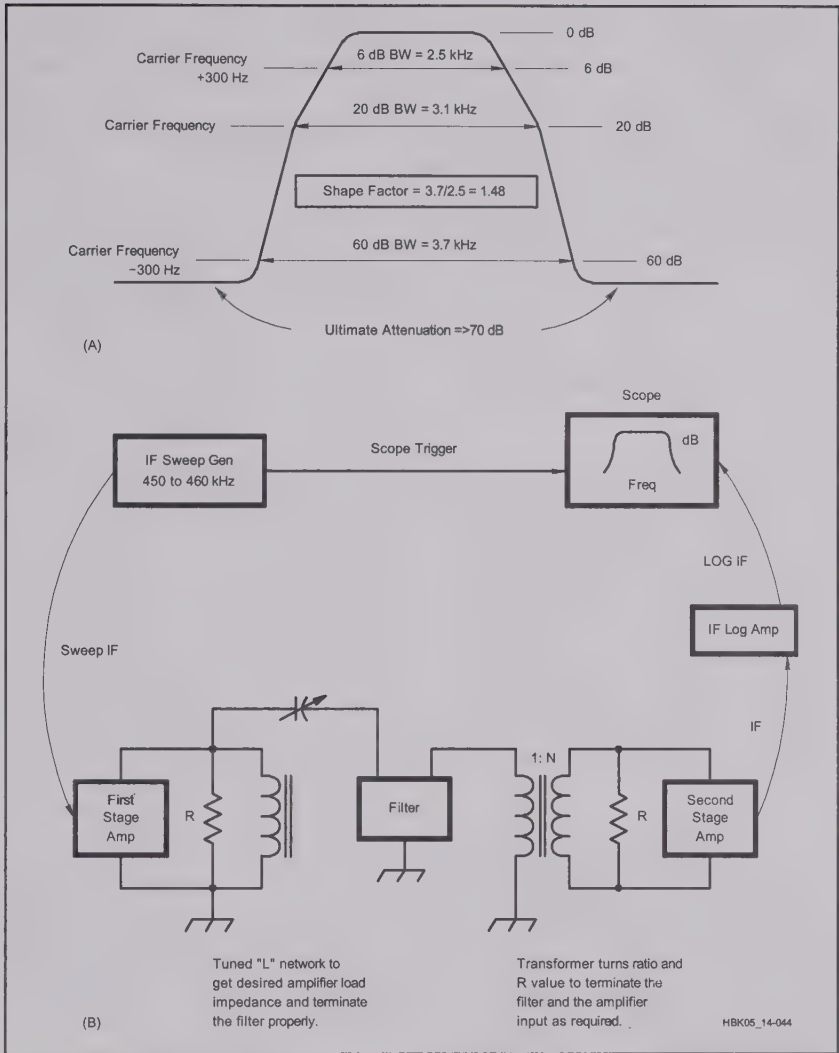 0 dB
Carrier Frequency
+300 Hz
6 dB BW = 2.5 kHz
6 dB
Carrier Frequency
20 dB BW = 3.1 kHz
20 dB
Shape Factor = 3.7/2.5 = 1.48
Carrier Frequency
−300 Hz
60 dB BW = 3.7 kHz
60 dB
Ultimate Attenuation =>70 dB
(A)
Scope
IF Sweep Gen
450 to 460 kHz
Scope Trigger
dB
Freq
LOG IF
IF Log Amp
Sweep IF
IF
1: N
First
Stage
Amp
R
Filter
R
Second
Stage
Amp
Tuned "L" network to
get desired amplifier load
impedance and terminate
the filter properly.
Transformer turns ratio and
R value to terminate the
filter and the amplifier
input as required.
(B)
HBK05_14-044